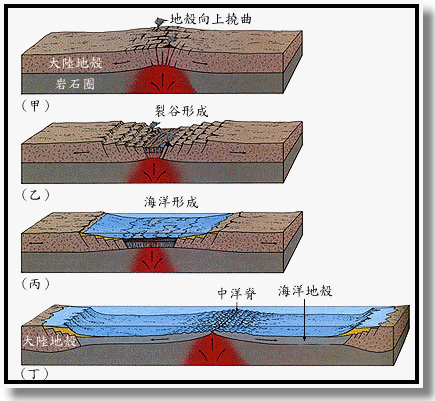 地殼向上撓曲
大陸地殼
岩石圈
(甲)
裂谷形成
(乙)
海洋形成
(丙)
中洋脊
海洋地殼
大陸地殼
(丁)